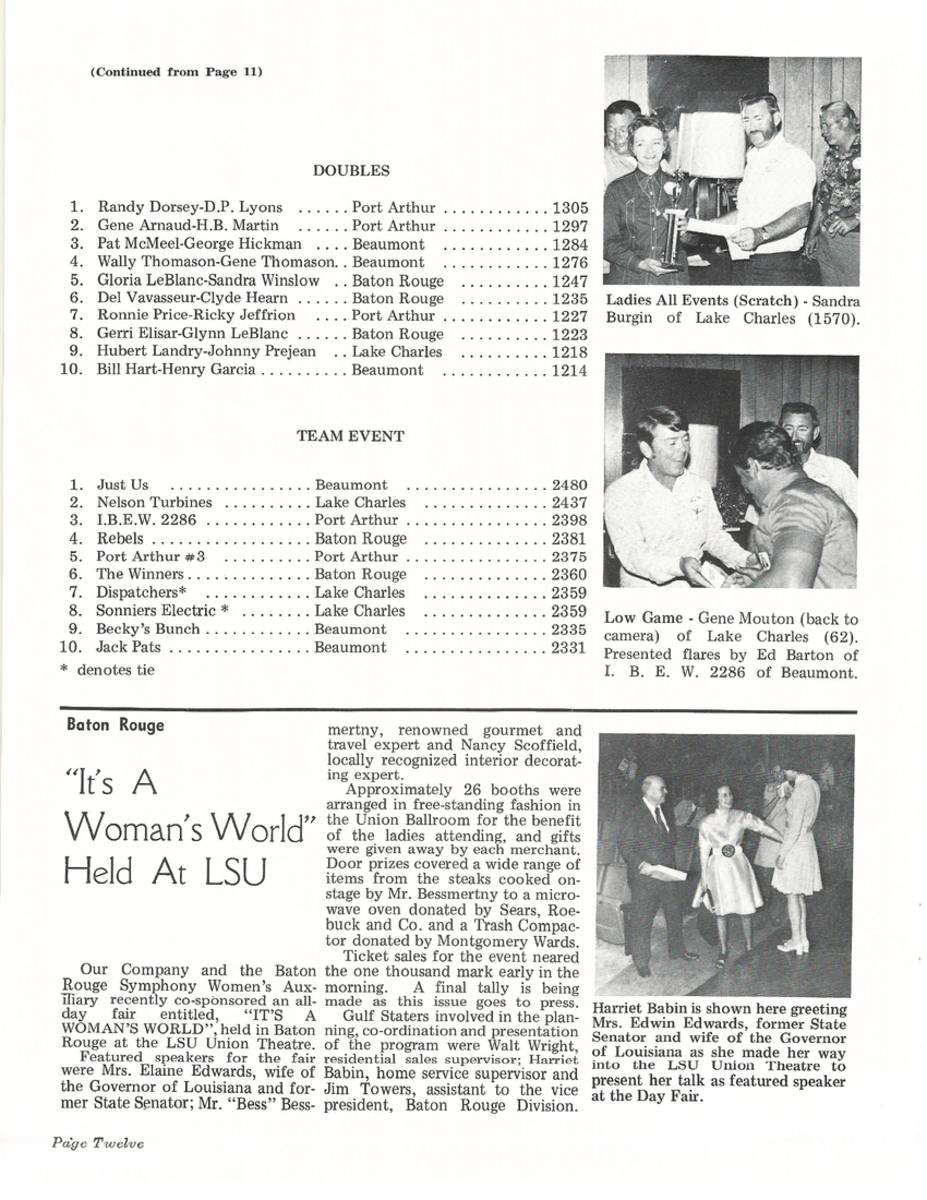 (Continued from Page 11)
DOUBLES
1. Randy Dorsey-D.P. Lyons ...... Port Arthur ............ 1305
2. Gene Arnaud-H.B. Martin ...... Port Arthur ............ 1297
3. Pat McMeel-George Hickman .... Beaumont ............ 1284
4. Wally Thomason-Gene Thomason. . Beaumont ............ 1276
5. Gloria LeBlanc-Sandra Winslow .. Baton Rouge .......... 1247
6. Del Vavasseur-Clyde Hearn ...... Baton Rouge .......... 1235
7. Ronnie Price-Ricky Jeffrion .... Port Arthur ............ 1227
8. Gerri Elisar-Glynn LeBlanc ...... Baton Rouge .......... 1223
9. Hubert Landry-Johnny Prejean .. Lake Charles .......... 1218
10. Bill Hart-Henry Garcia .......... Beaumont ............ 1214
TEAM EVENT
1. Just Us ................ Beaumont ................ 2480
2. Nelson Turbines .......... Lake Charles .............. 2437
3. I.B.E.W. 2286 ............ Port Arthur ................ 2398
4. Rebels .................. Baton Rouge .............. 2381
5. Port Arthur #3 .......... Port Arthur ................ 2375
6. The Winners .............. Baton Rouge .............. 2360
7. Dispatchers* ............ Lake Charles .............. 2359
8. Sonniers Electric * ........ Lake Charles .............. 2359
9. Becky's Bunch ............ Beaumont ................ 2335
10. Jack Pats ................ Beaumont ................ 2331
* denotes tie
Ladies All Events (Scratch) - Sandra
Burgin of Lake Charles (1570).
Low Game - Gene Mouton (back to
camera) of Lake Charles (62).
Presented flares by Ed Barton of
I. B. E. W. 2286 of Beaumont.
Baton Rouge
"It's A
Woman's World"
Held At LSU
Our Company and the Baton
Rouge Symphony Women's Aux-
iliary recently co-sponsored an all-
day fair entitled, "IT'S A
WOMAN'S WORLD", held in Baton
Rouge at the LSU Union Theatre.
Featured speakers for the fair
were Mrs. Elaine Edwards, wife of
the Governor of Louisiana and for-
mer State Senator; Mr. "Bess" Bess-
mertny, renowned gourmet and
travel expert and Nancy Scoffield,
locally recognized interior decorat-
ing expert.
Approximately 26 booths were
arranged in free-standing fashion in
the Union Ballroom for the benefit
of the ladies attending, and gifts
were given away by each merchant.
Door prizes covered a wide range of
items from the steaks cooked on-
stage by Mr. Bessmertny to a micro-
wave oven donated by Sears, Roe-
buck and Co. and a Trash Compac-
tor donated by Montgomery Wards.
Ticket sales for the event neared
the one thousand mark early in the
morning. A final tally is being
made as this issue goes to press.
Gulf Staters involved in the plan-
ning, co-ordination and presentation
of the program were Walt Wright,
residential sales supervisor; Harriet
Babin, home service supervisor and
Jim Towers, assistant to the vice
president, Baton Rouge Division.
Harriet Babin is shown here greeting
Mrs. Edwin Edwards, former State
Senator and wife of the Governor
of Louisiana as she made her way
into the LSU Union Theatre to
present her talk as featured speaker
at the Day Fair.
Page Twelve